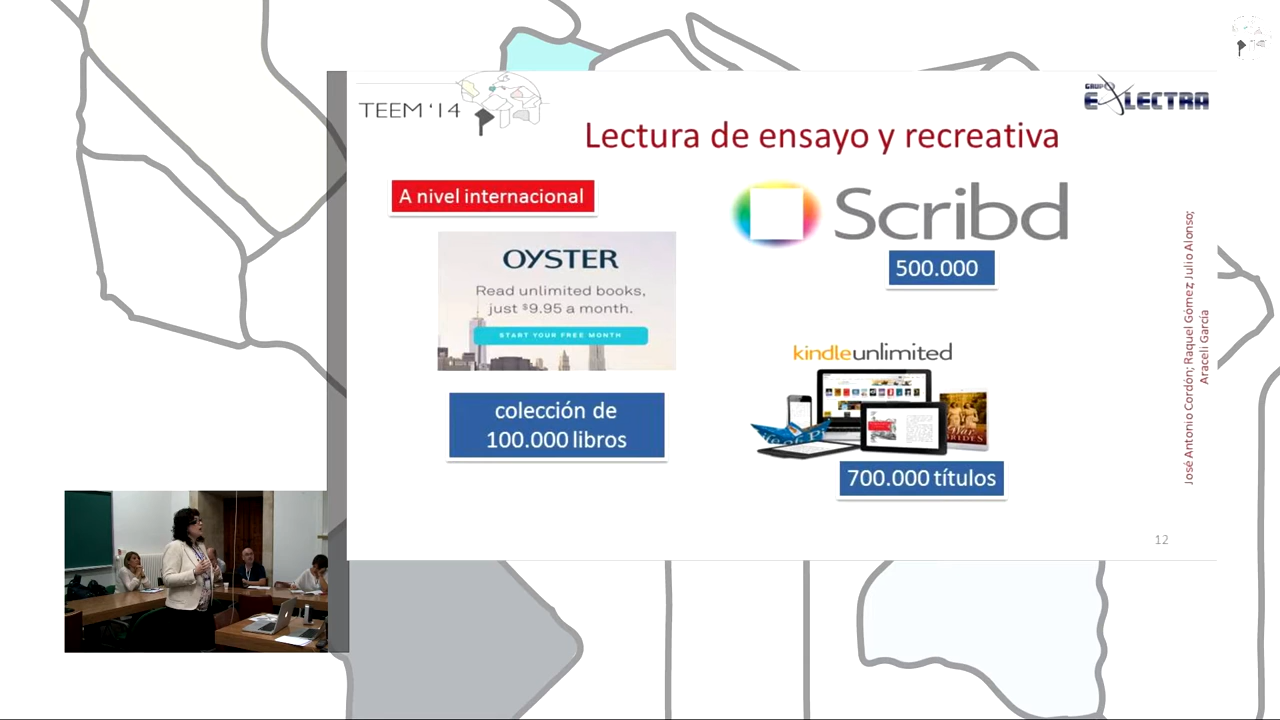 TEEM ‘14
GRUPO
E LECTRA
Lectura de ensayo y recreativa
A nivel internacional
OYSTER
Read unlimited books,
just $9.95 a month.
START YOUR FREE MONTH
colección de
100.000 libros
Scribd
500.000
kindleunlimited
700.000 títulos
José Antonio Cordón; Raquel Gómez; Julio Alonso;
Araceli García
12